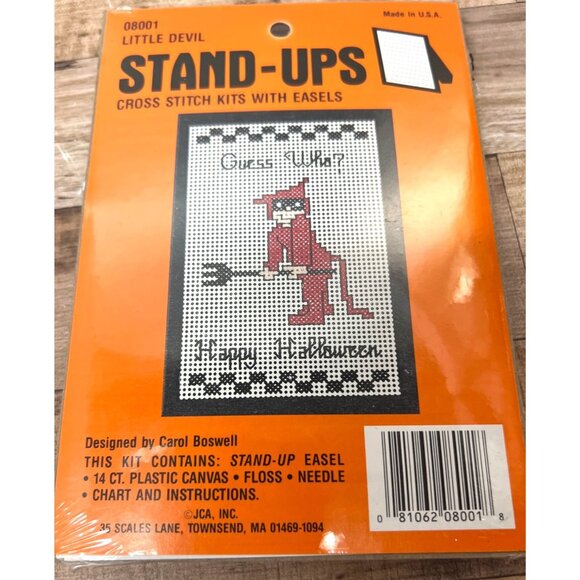 08001
Made in U.S.A.
LITTLE DEVIL
STAND-UPS
CROSS STITCH KITS WITH EASELS
Guess Who?
Happy Halloween
Designed by Carol Boswell
THIS KIT CONTAINS: STAND-UP EASEL
• 14 CT. PLASTIC CANVAS • FLOSS • NEEDLE
• CHART AND INSTRUCTIONS.
©JCA, INC.
35 SCALES LANE, TOWNSEND, MA 01469-1094
0 81062 08001 8